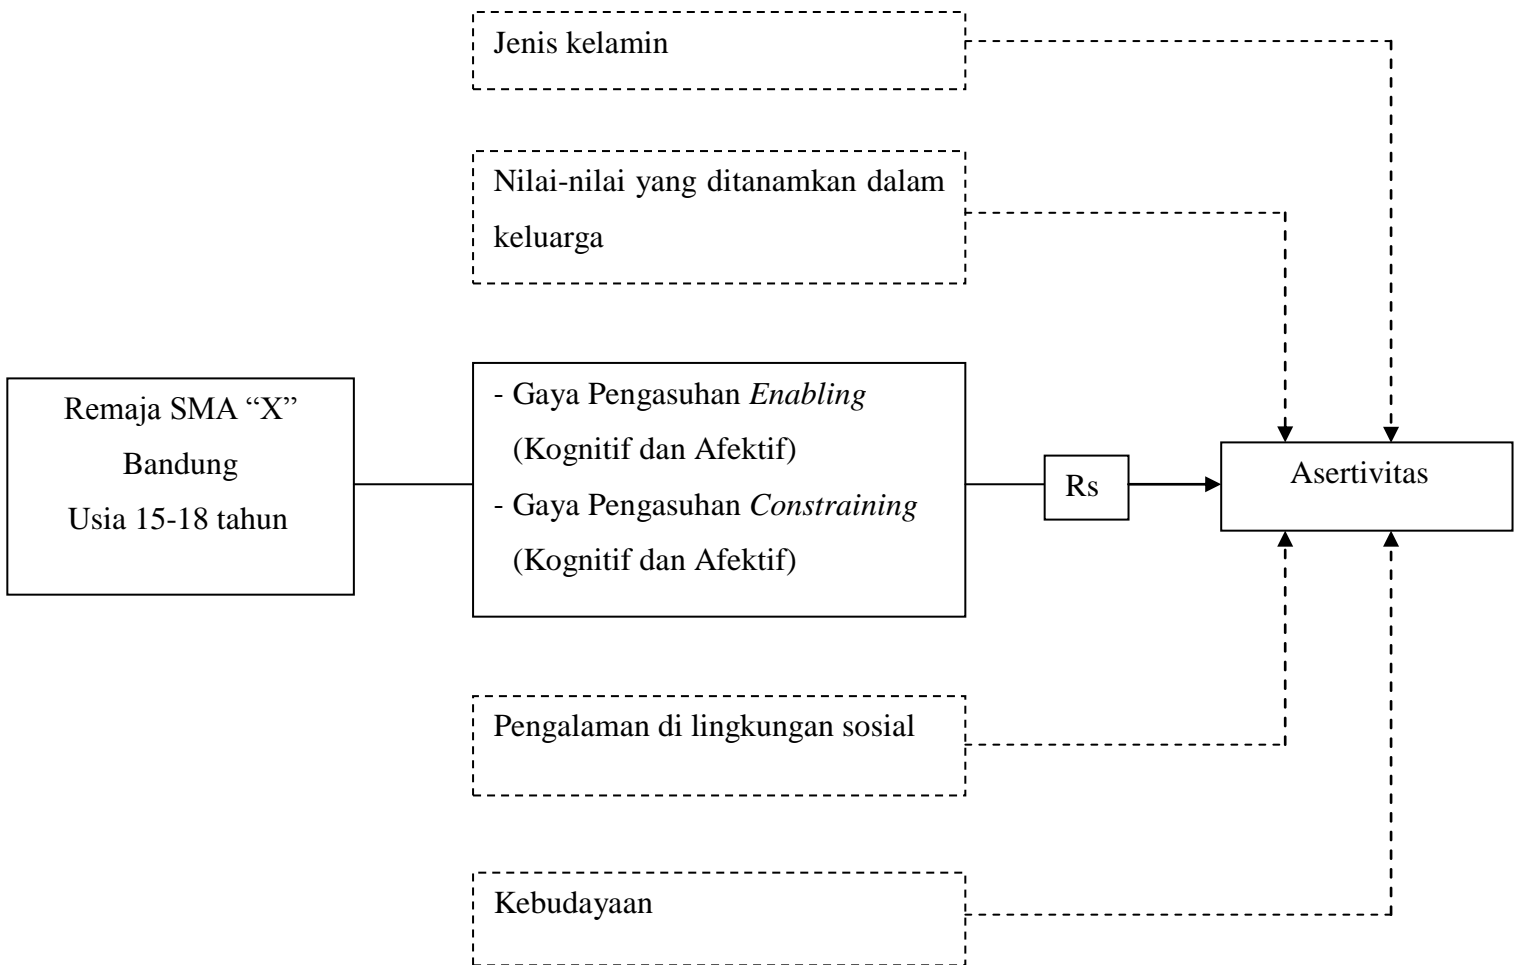 Jenis kelamin
Nilai-nilai yang ditanamkan dalam
keluarga
Remaja SMA “X”
Bandung
Usia 15-18 tahun
- Gaya Pengasuhan Enabling
(Kognitif dan Afektif)
- Gaya Pengasuhan Constraining
(Kognitif dan Afektif)
Rs
Asertivitas
Pengalaman di lingkungan sosial
Kebudayaan